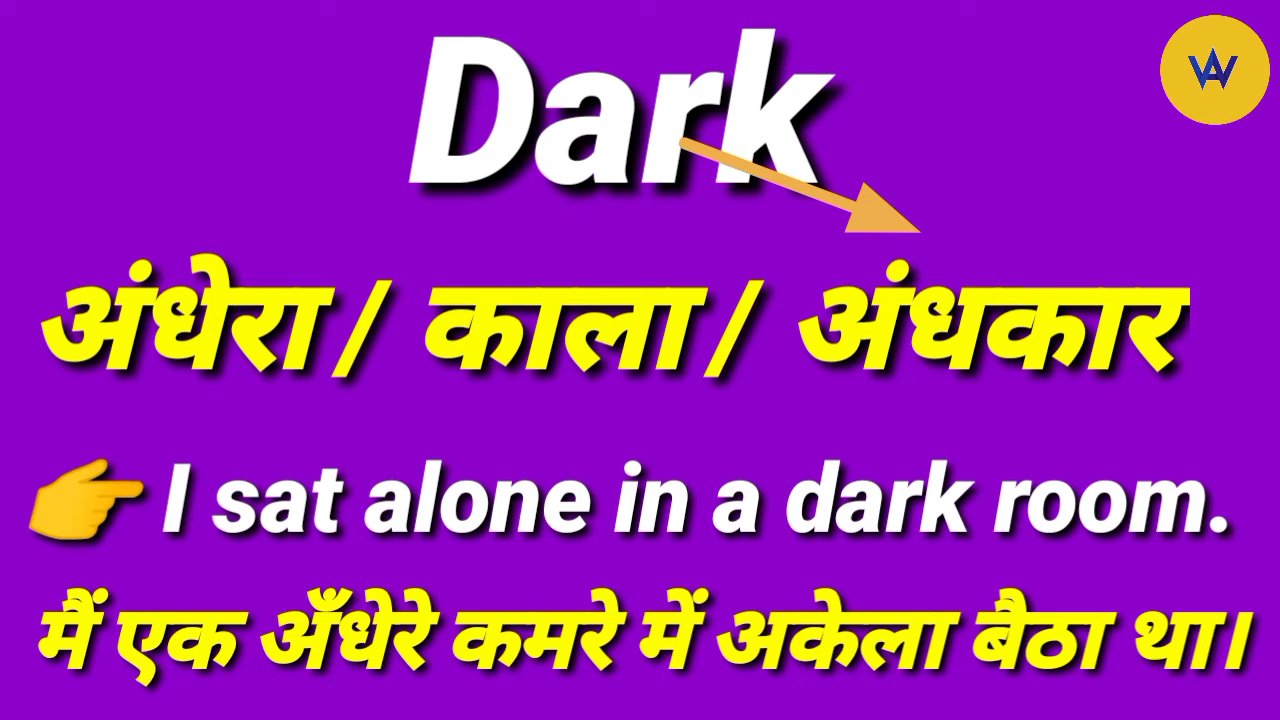 Dark
अंधेरा / काला / अंधकार
👉 I sat alone in a dark room.
मैं एक अँधेरे कमरे में अकेला बैठा था।